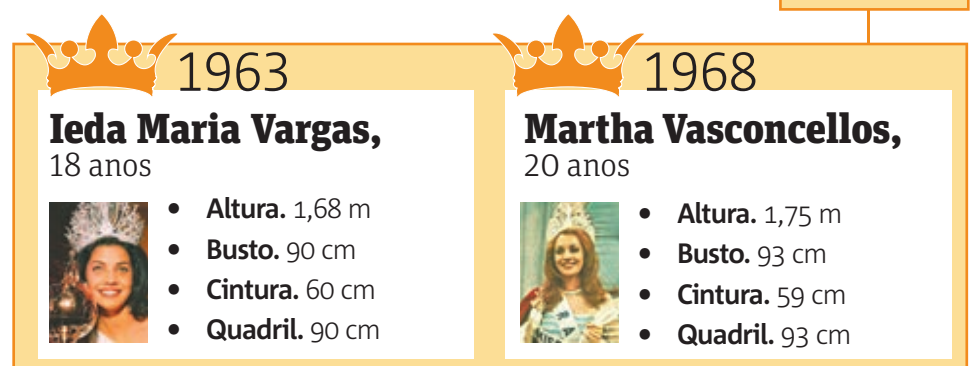 1963
Ieda Maria Vargas,
18 anos
• Altura. 1,68 m
• Busto. 90 cm
• Cintura. 60 cm
• Quadril. 90 cm
1968
Martha Vasconcellos,
20 anos
• Altura. 1,75 m
• Busto. 93 cm
• Cintura. 59 cm
• Quadril. 93 cm